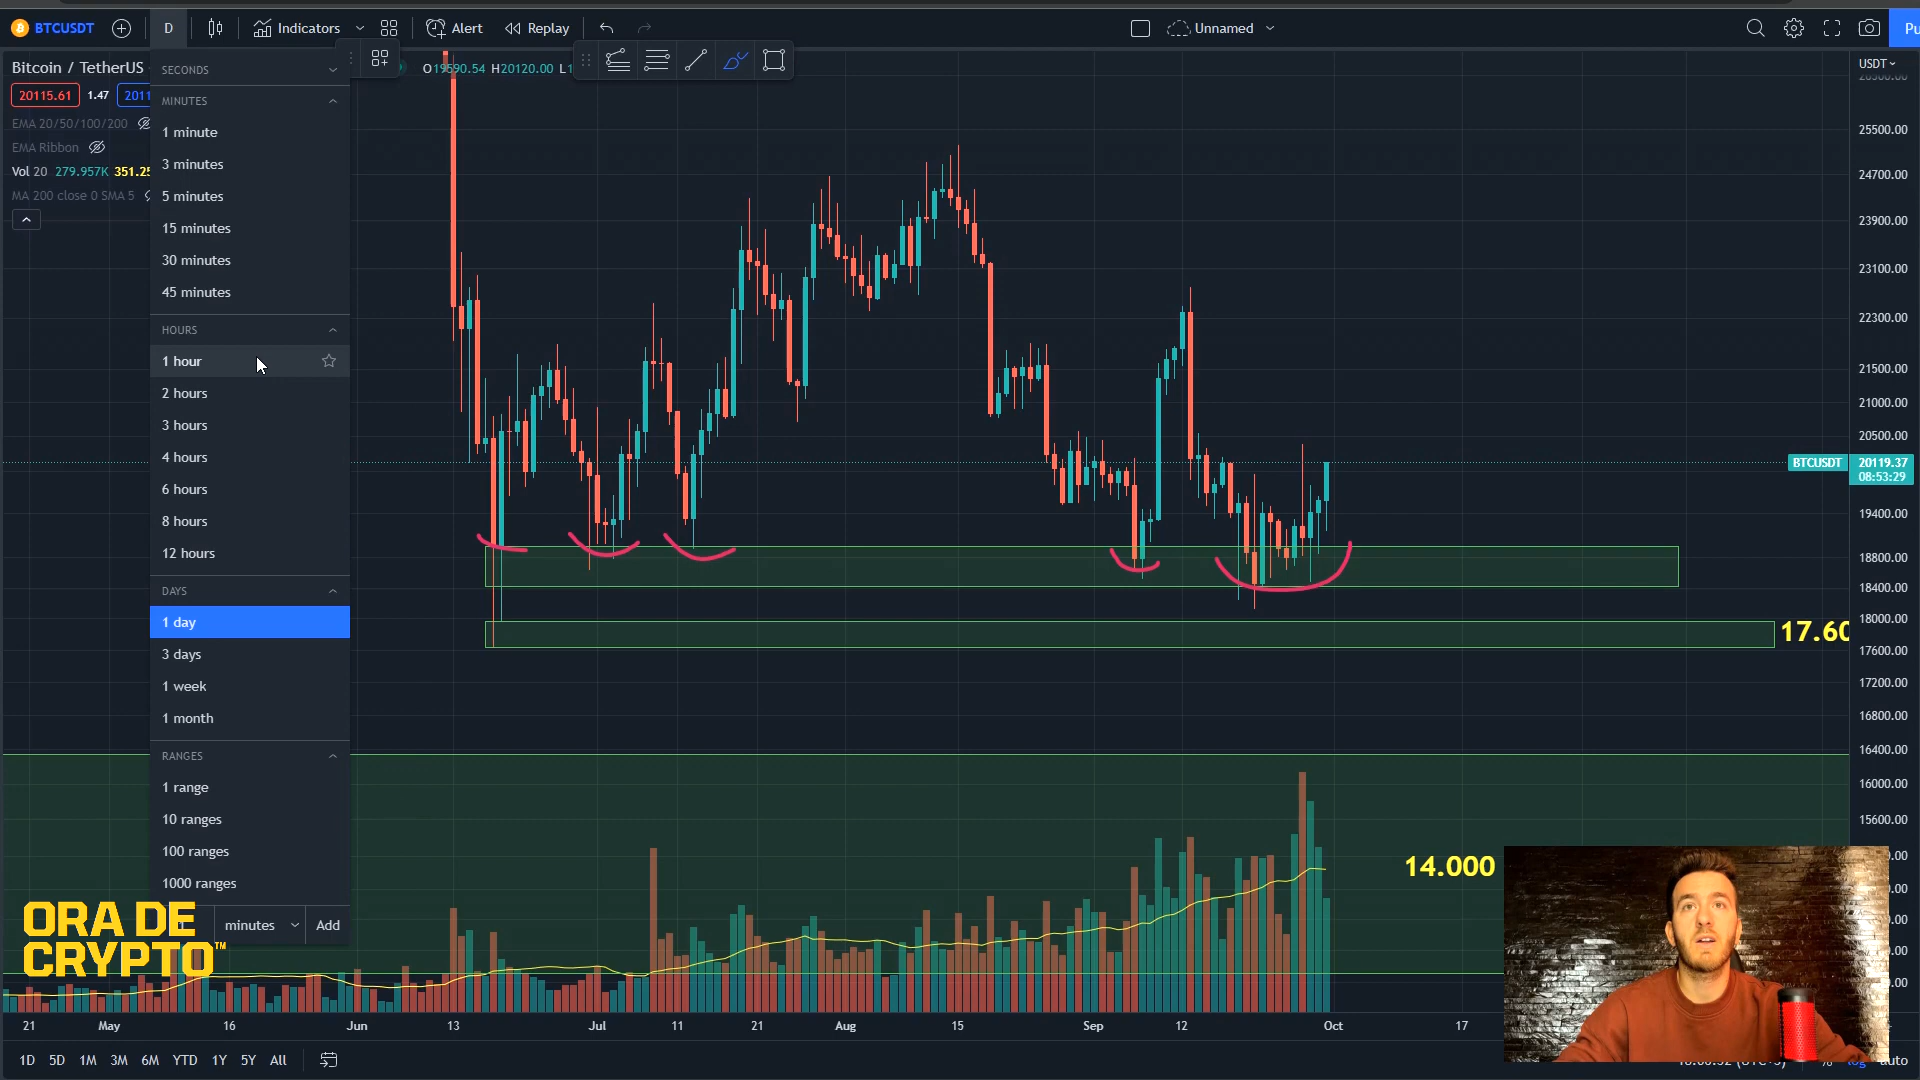 BTCUSDT
D
Indicators
Alert
Replay
Unnamed
Pu
Bitcoin / TetherUS
O19590.54 H20120.00 L1
USDT
20115.61
1.47
2011
EMA 20/50/100/200
EMA Ribbon
Vol 20 279.957K 351.25
MA 200 close 0 SMA 5
SECONDS
MINUTES
1 minute
3 minutes
5 minutes
15 minutes
30 minutes
45 minutes
HOURS
1 hour
2 hours
3 hours
4 hours
6 hours
8 hours
12 hours
DAYS
1 day
3 days
1 week
1 month
RANGES
1 range
10 ranges
100 ranges
1000 ranges
minutes
Add
25500.00
24700.00
23900.00
23100.00
22300.00
21500.00
21000.00
20500.00
BTCUSDT
20119.37
08:53:29
19400.00
18800.00
18400.00
18000.00
17.60
17600.00
17200.00
16800.00
16400.00
16000.00
15600.00
14.000
ORA DE
CRYPTO™
21 May 16 Jun 13 Jul 11 21 Aug 15 Sep 12 Oct 17
1D 5D 1M 3M 6M YTD 1Y 5Y All
% log auto